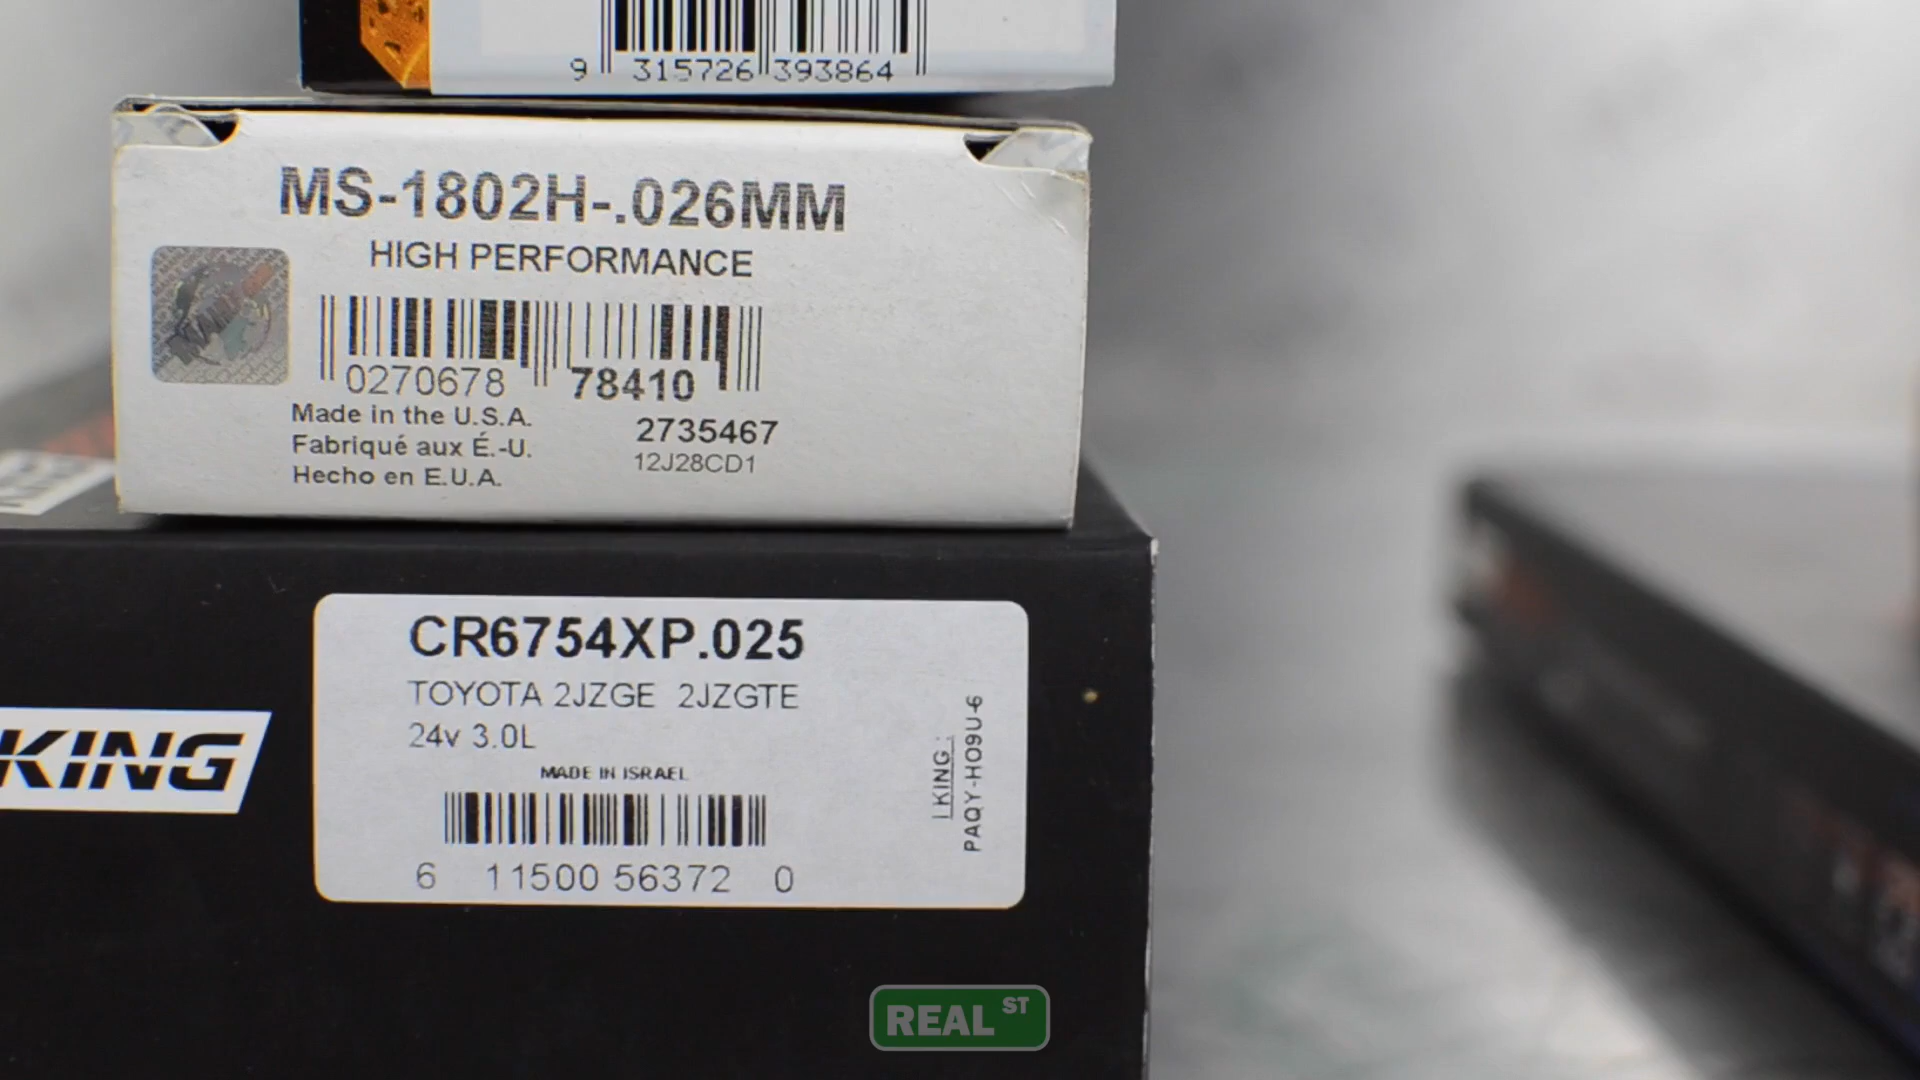 9 315726 393864
MS-1802H-.026MM
HIGH PERFORMANCE
0270678 78410
Made in the U.S.A.
Fabriqué aux É.-U.
Hecho en E.U.A.
2735467
12J28CD1
CR6754XP.025
TOYOTA 2JZGE 2JZGTE
24v 3.0L
MADE IN ISRAEL
6 11500 56372 0
KING
PAQY-HO9U-6
KING
REAL ST